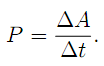 P = ΔA / Δt.